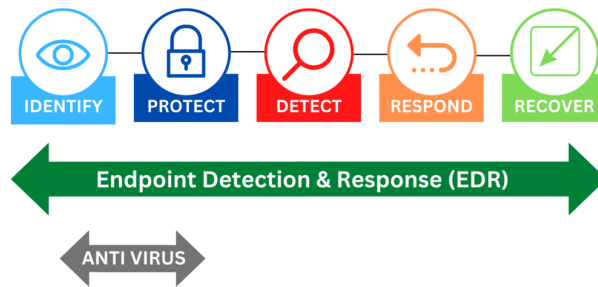 IDENTIFY PROTECT DETECT RESPOND RECOVER
Endpoint Detection & Response (EDR)
ANTI VIRUS